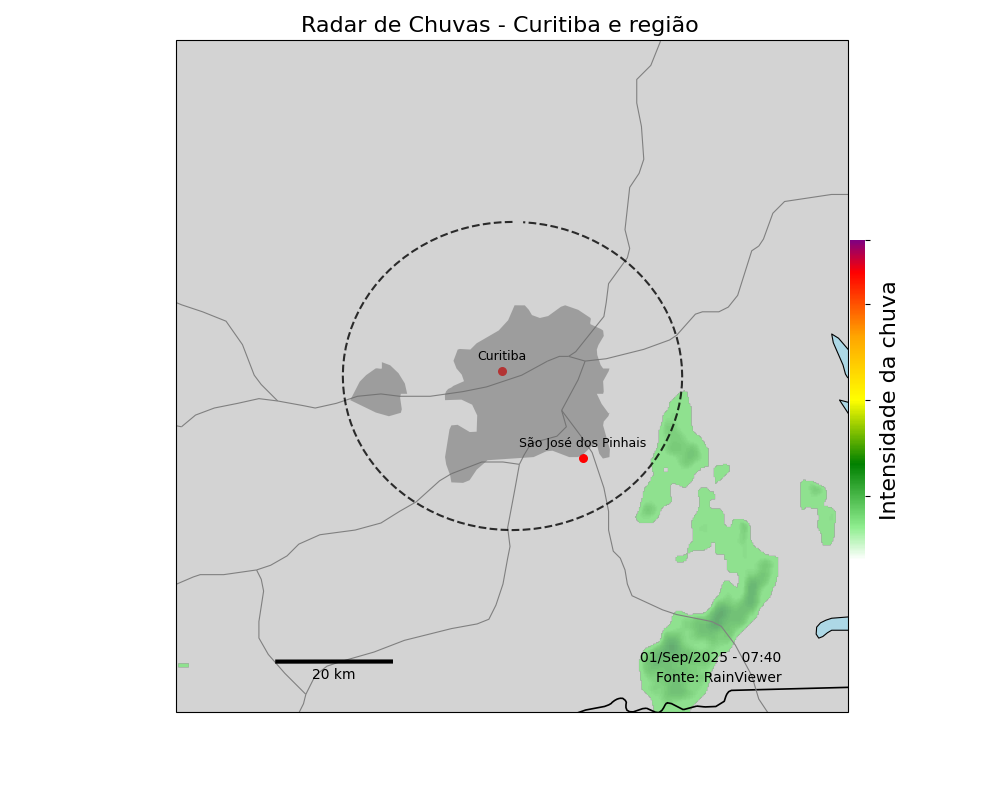 Radar de Chuvas - Curitiba e região
Curitiba
São José dos Pinhais
Intensidade da chuva
01/Sep/2025 - 07:40
Fonte: RainViewer
20 km